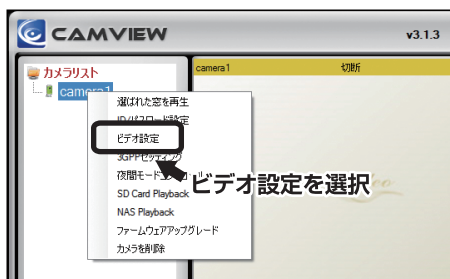 CAMVIEW
v3.1.3
カメラリスト
camera1
camera1 切断
選ばれた窓を再生
ID/パスワード設定
ビデオ設定
3GPPセッティング
夜間モード
ビデオ設定を選択
SD Card Playback
NAS Playback
ファームウェアアップグレード
カメラを削除